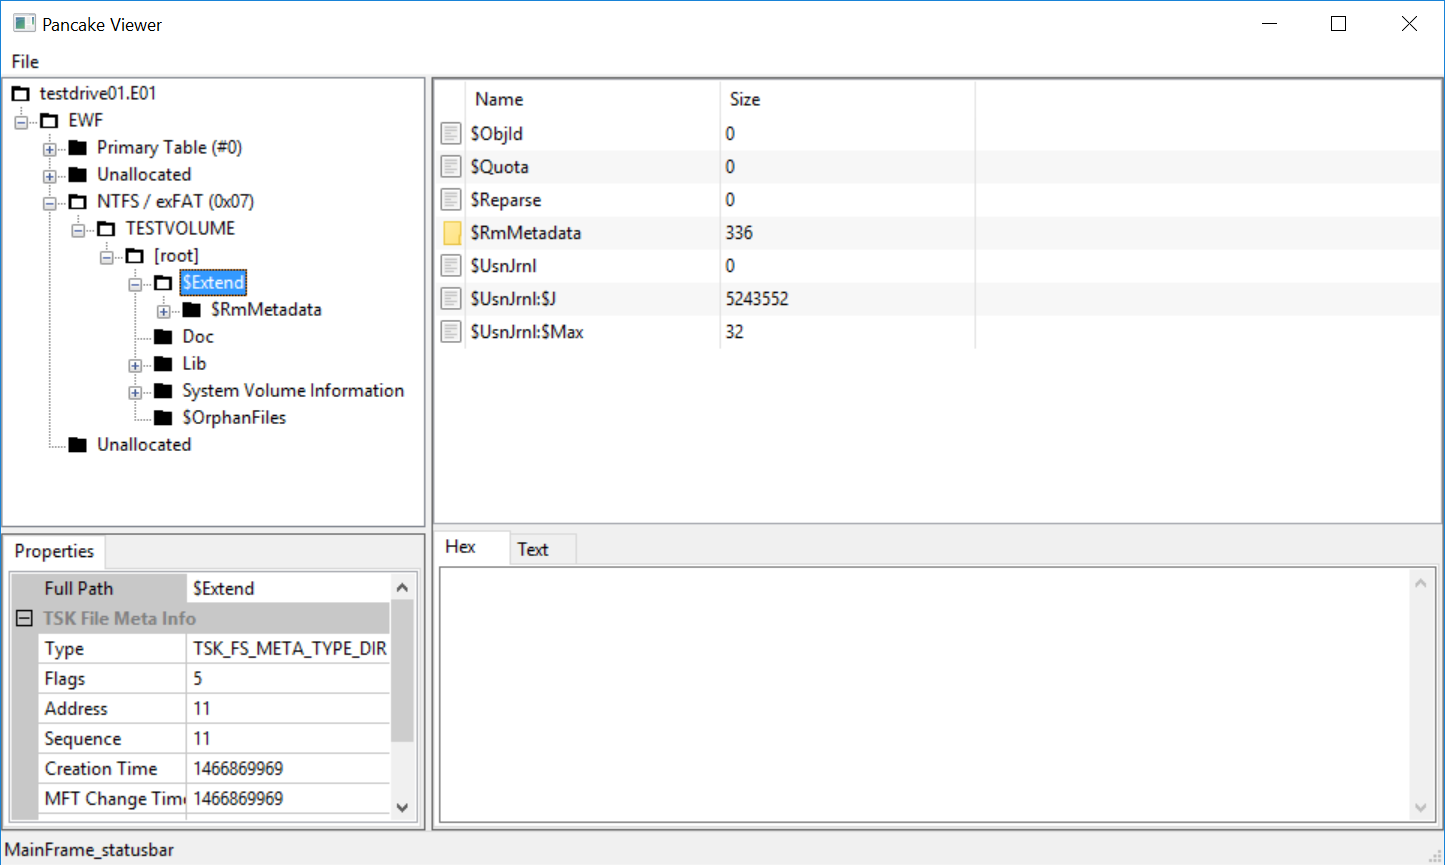 Pancake Viewer
File
testdrive01.E01
EWF
Primary Table (#0)
Unallocated
NTFS / exFAT (0x07)
TESTVOLUME
[root]
$Extend
$RmMetadata
Doc
Lib
System Volume Information
$OrphanFiles
Unallocated
Name Size
$ObjId 0
$Quota 0
$Reparse 0
$RmMetadata 336
$UsnJrnl 0
$UsnJrnl:$J 5243552
$UsnJrnl:$Max 32
Properties
Full Path $Extend
TSK File Meta Info
Type TSK_FS_META_TYPE_DIR
Flags 5
Address 11
Sequence 11
Creation Time 1466869969
MFT Change Time 1466869969
Hex Text
MainFrame_statusbar